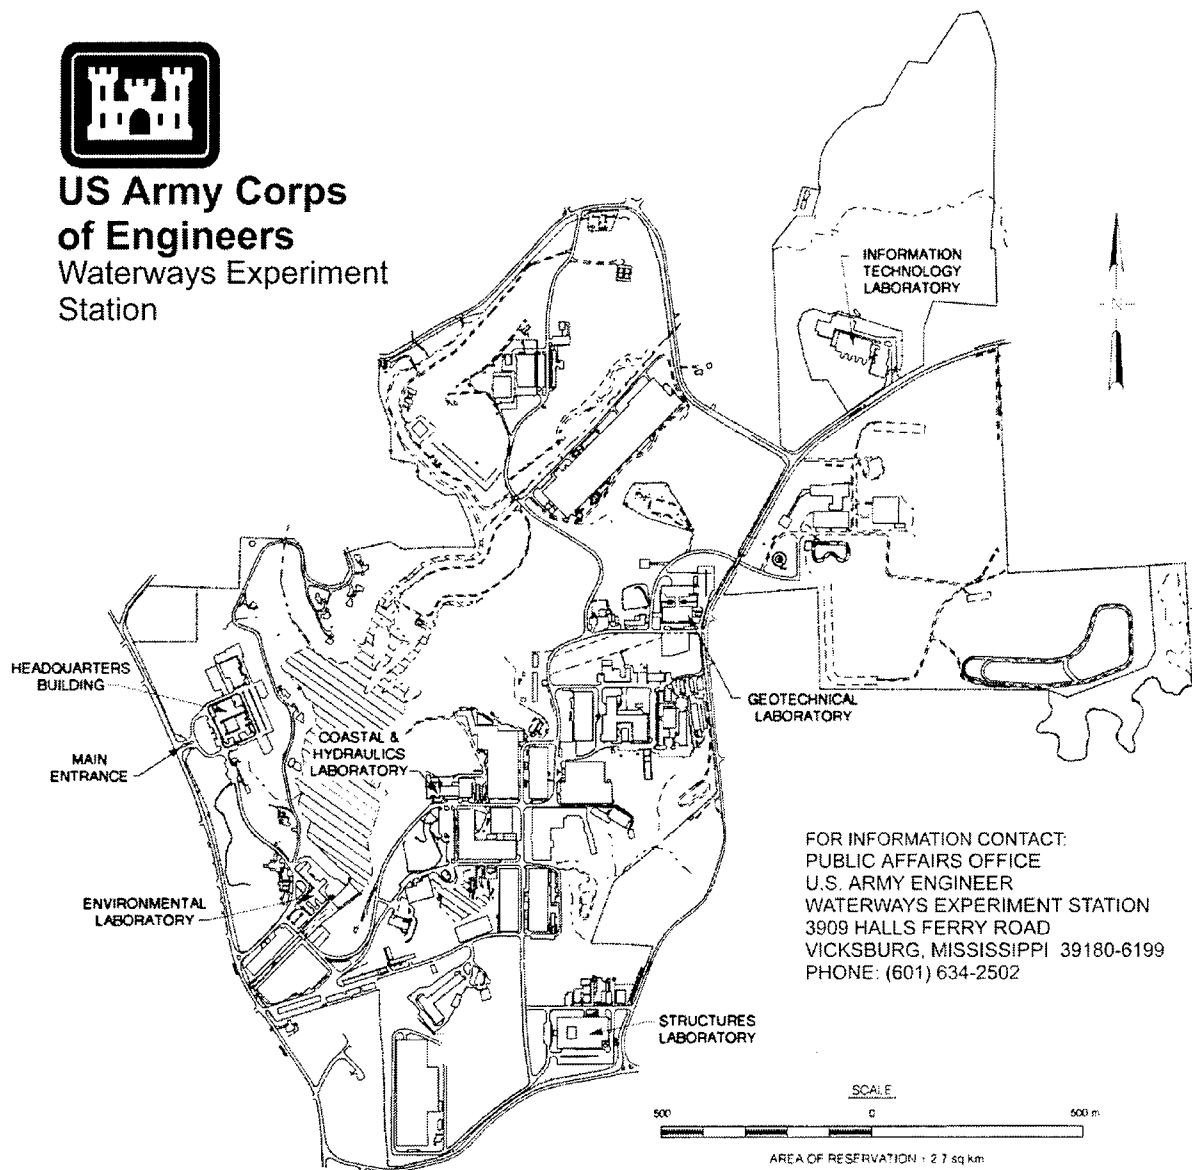 US Army Corps
of Engineers
Waterways Experiment
Station
INFORMATION
TECHNOLOGY
LABORATORY
N
HEADQUARTERS
BUILDING
MAIN
ENTRANCE
COASTAL &
HYDRAULICS
LABORATORY
GEOTECHNICAL
LABORATORY
ENVIRONMENTAL
LABORATORY
STRUCTURES
LABORATORY
FOR INFORMATION CONTACT:
PUBLIC AFFAIRS OFFICE
U.S. ARMY ENGINEER
WATERWAYS EXPERIMENT STATION
3909 HALLS FERRY ROAD
VICKSBURG, MISSISSIPPI 39180-6199
PHONE: (601) 634-2502
SCALE
500 0 500 m
AREA OF RESERVATION : 2.7 sq km